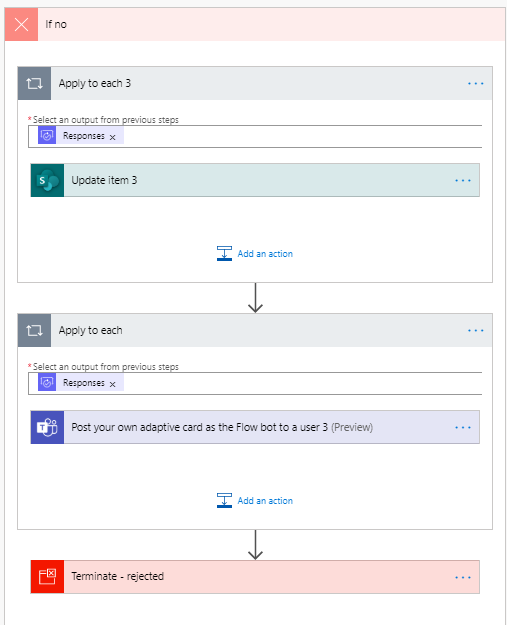 If no
Apply to each 3
* Select an output from previous steps
Responses x
S Update item 3
Add an action
Apply to each
* Select an output from previous steps
Responses x
T Post your own adaptive card as the Flow bot to a user 3 (Preview)
Add an action
Terminate - rejected